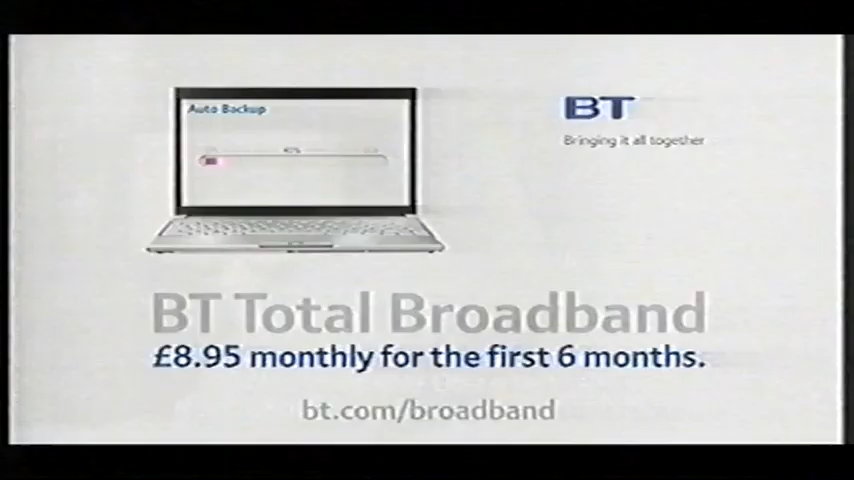 Auto Backup
BT
Bringing it all together
BT Total Broadband
£8.95 monthly for the first 6 months.
bt.com/broadband